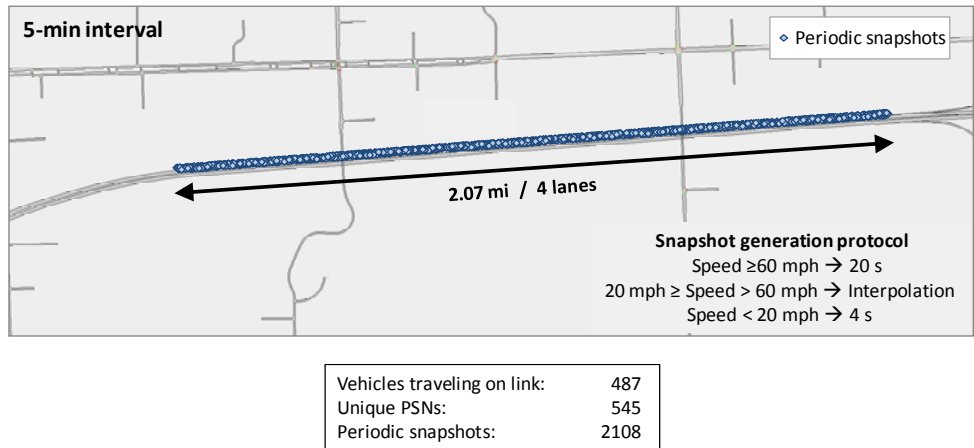 5-min interval
Periodic snapshots
2.07 mi / 4 lanes
Snapshot generation protocol
Speed ≥60 mph → 20 s
20 mph ≥ Speed > 60 mph → Interpolation
Speed < 20 mph → 4 s
Vehicles traveling on link: 487
Unique PSNs: 545
Periodic snapshots: 2108